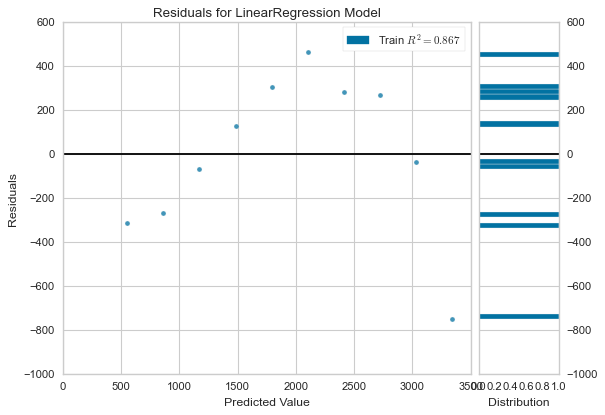 Residuals for LinearRegression Model
Train R² = 0.867
600
400
200
0
−200
−400
−600
−800
−1000
Residuals
0 500 1000 1500 2000 2500 3000 3500
Predicted Value
600
400
200
0
−200
−400
−600
−800
−1000
0.0 0.2 0.4 0.6 0.8 1.0
Distribution